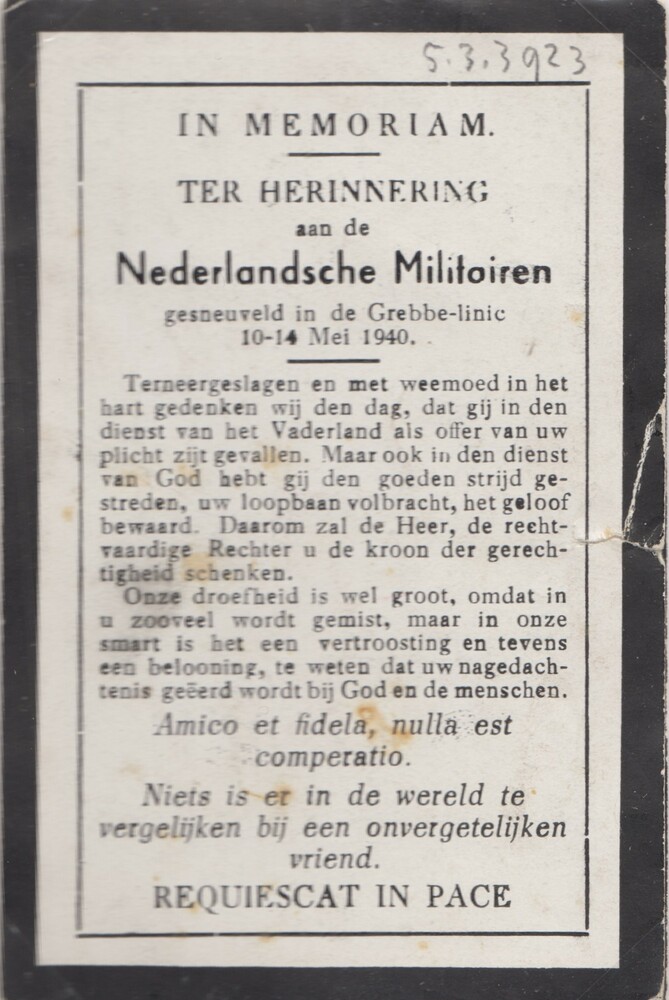 5.3.3923
IN MEMORIAM.
TER HERINNERING
aan de
Nederlandsche Militairen
gesneuveld in de Grebbe-linie
10-14 Mei 1940.
Terneergeslagen en met weemoed in het
hart gedenken wij den dag, dat gij in den
dienst van het Vaderland als offer van uw
plicht zijt gevallen. Maar ook in den dienst
van God hebt gij den goeden strijd ge-
streden, uw loopbaan volbracht, het geloof
bewaard. Daarom zal de Heer, de recht-
vaardige Rechter u de kroon der gerech-
tigheid schenken.
Onze droefheid is wel groot, omdat in
u zooveel wordt gemist, maar in onze
smart is het een vertroosting en tevens
een belooning, te weten dat uw nagedach-
tenis geëerd wordt bij God en de menschen.
Amico et fidela, nulla est
comperatio.
Niets is er in de wereld te
vergelijken bij een onvergetelijken
vriend.
REQUIESCAT IN PACE